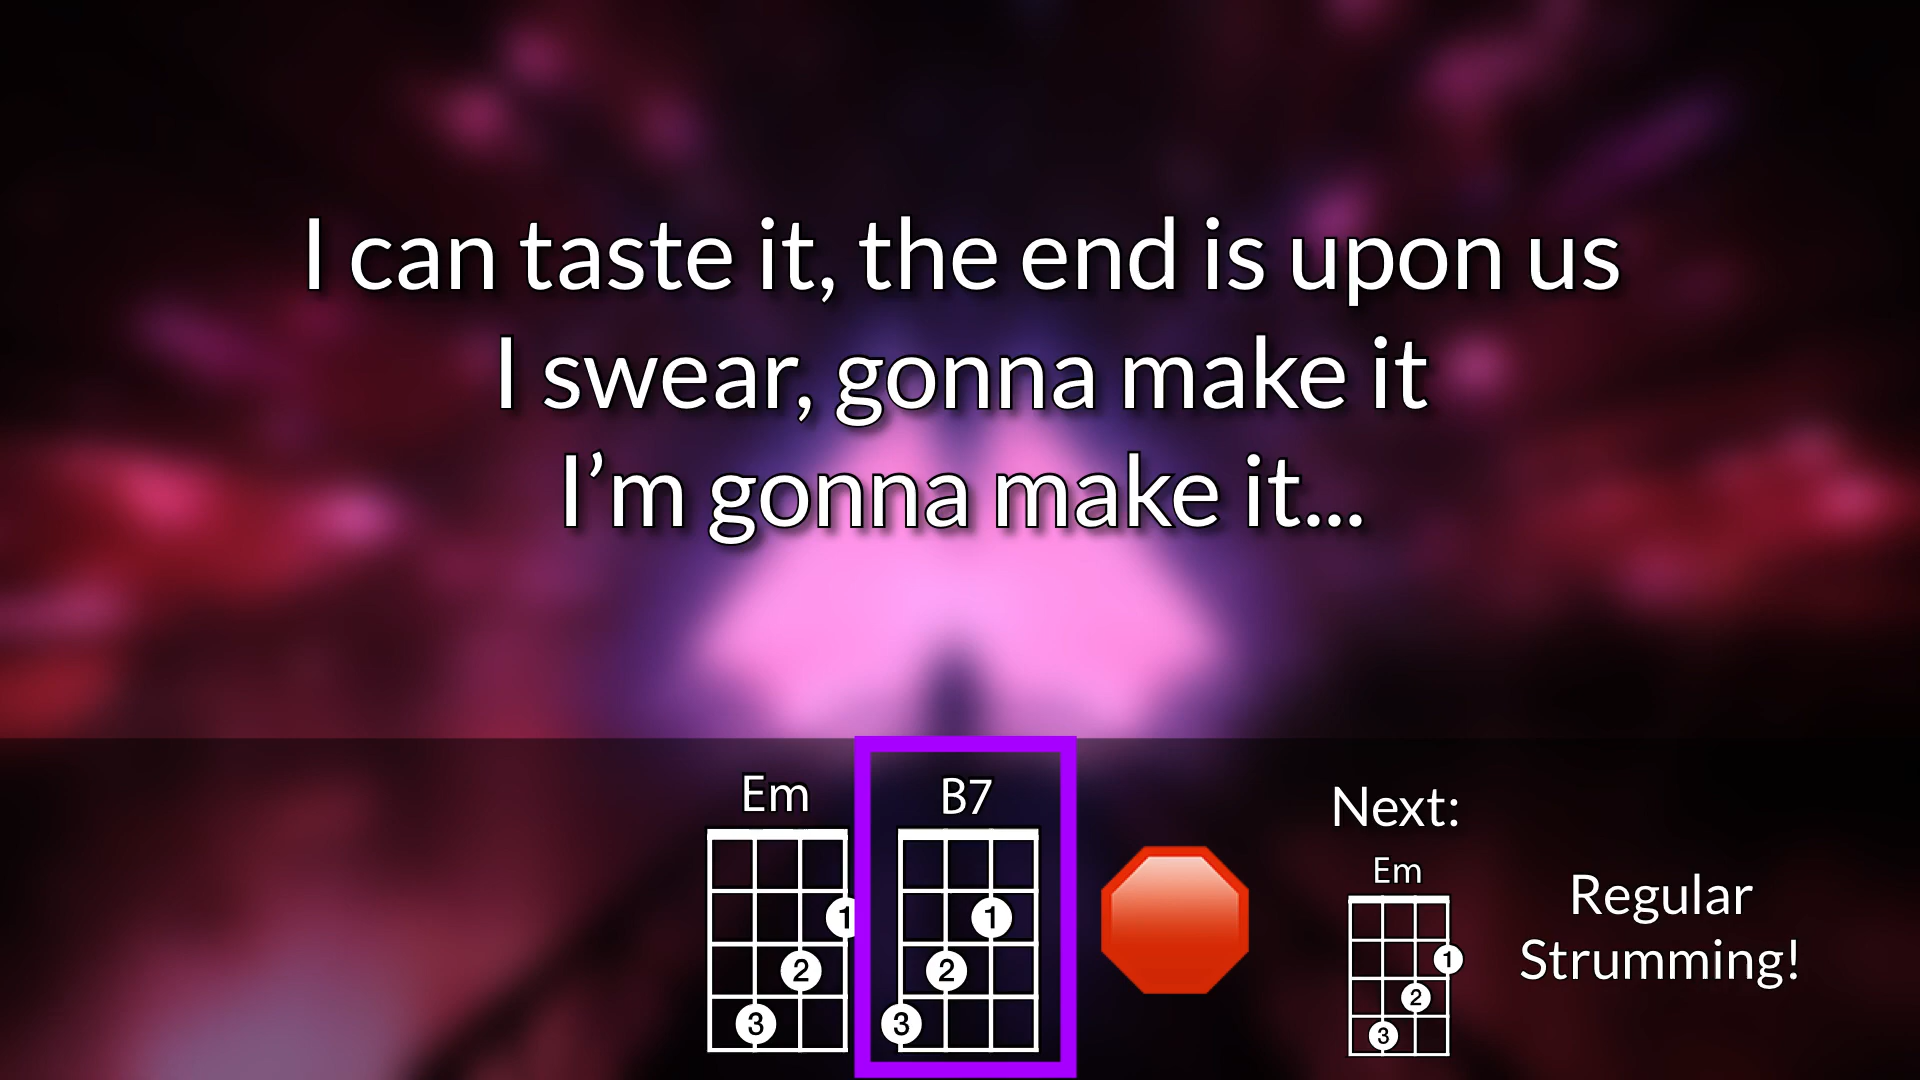 I can taste it, the end is upon us
I swear, gonna make it
I’m gonna make it...
Em
1
2
3
B7
1
2
3
Next:
Em
1
2
3
Regular
Strumming!